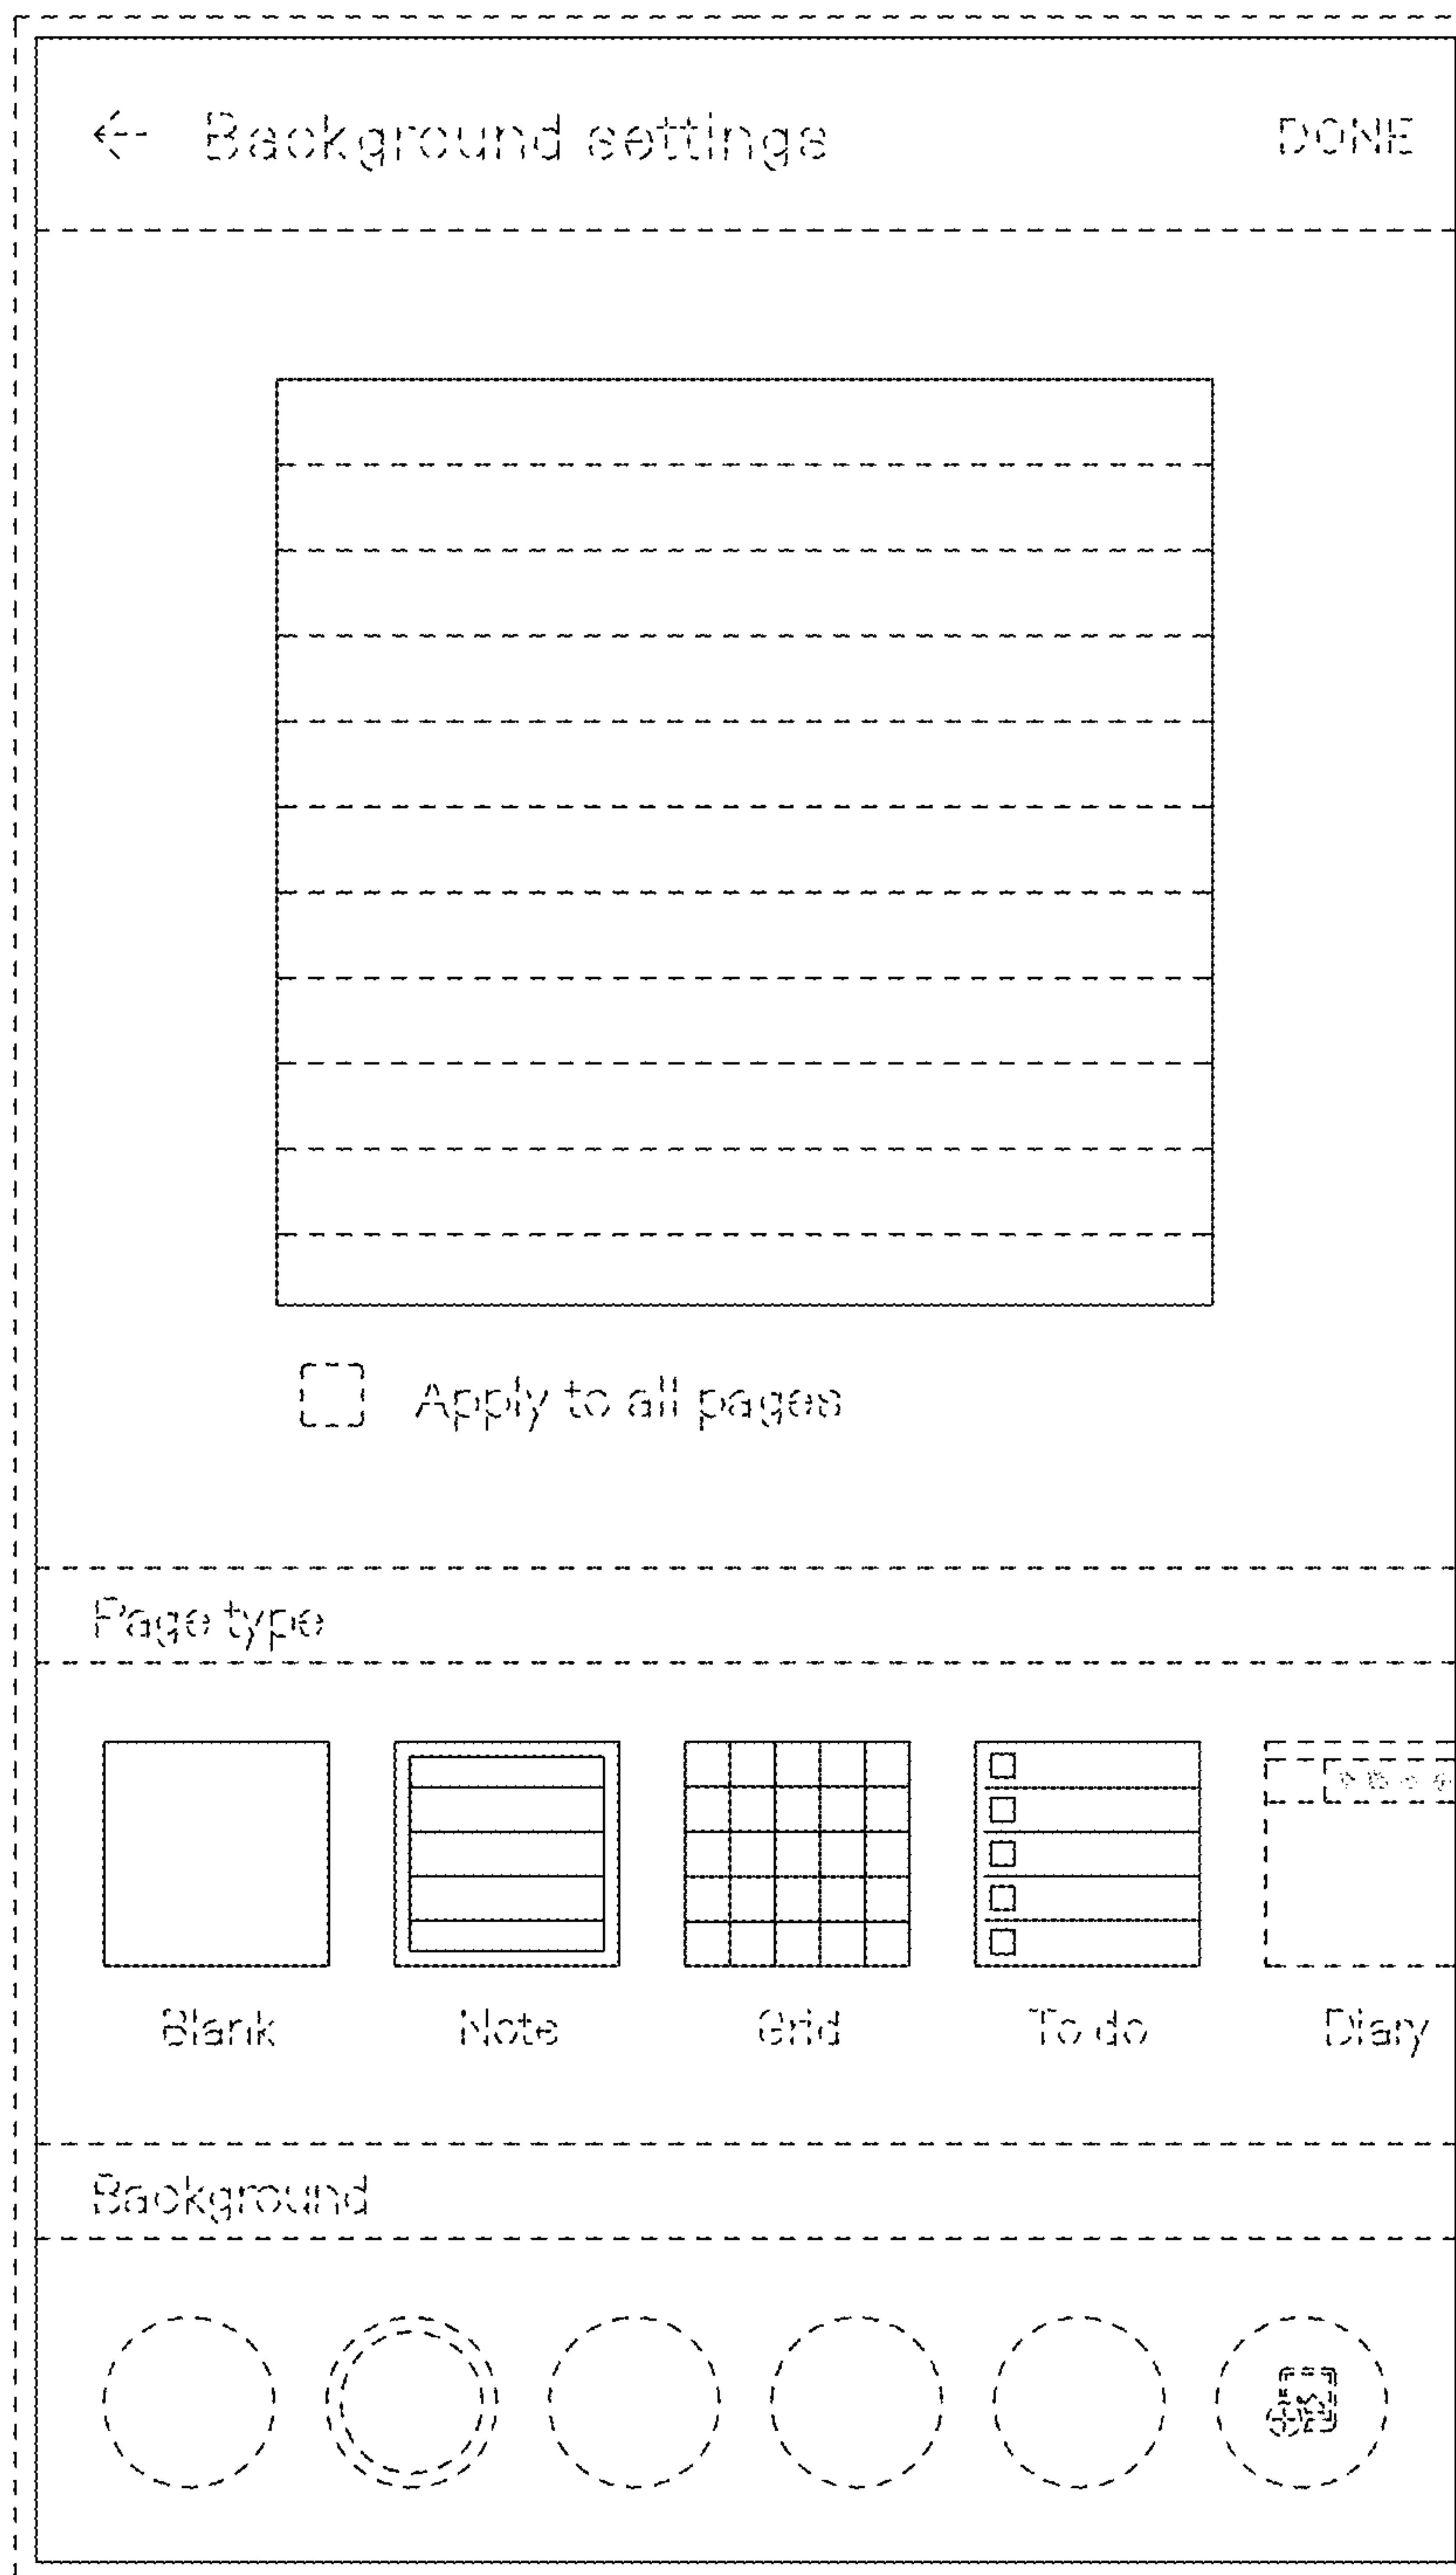 Background settings DONE
Apply to all pages
Page type
Blank Note Grid To do Diary
Background